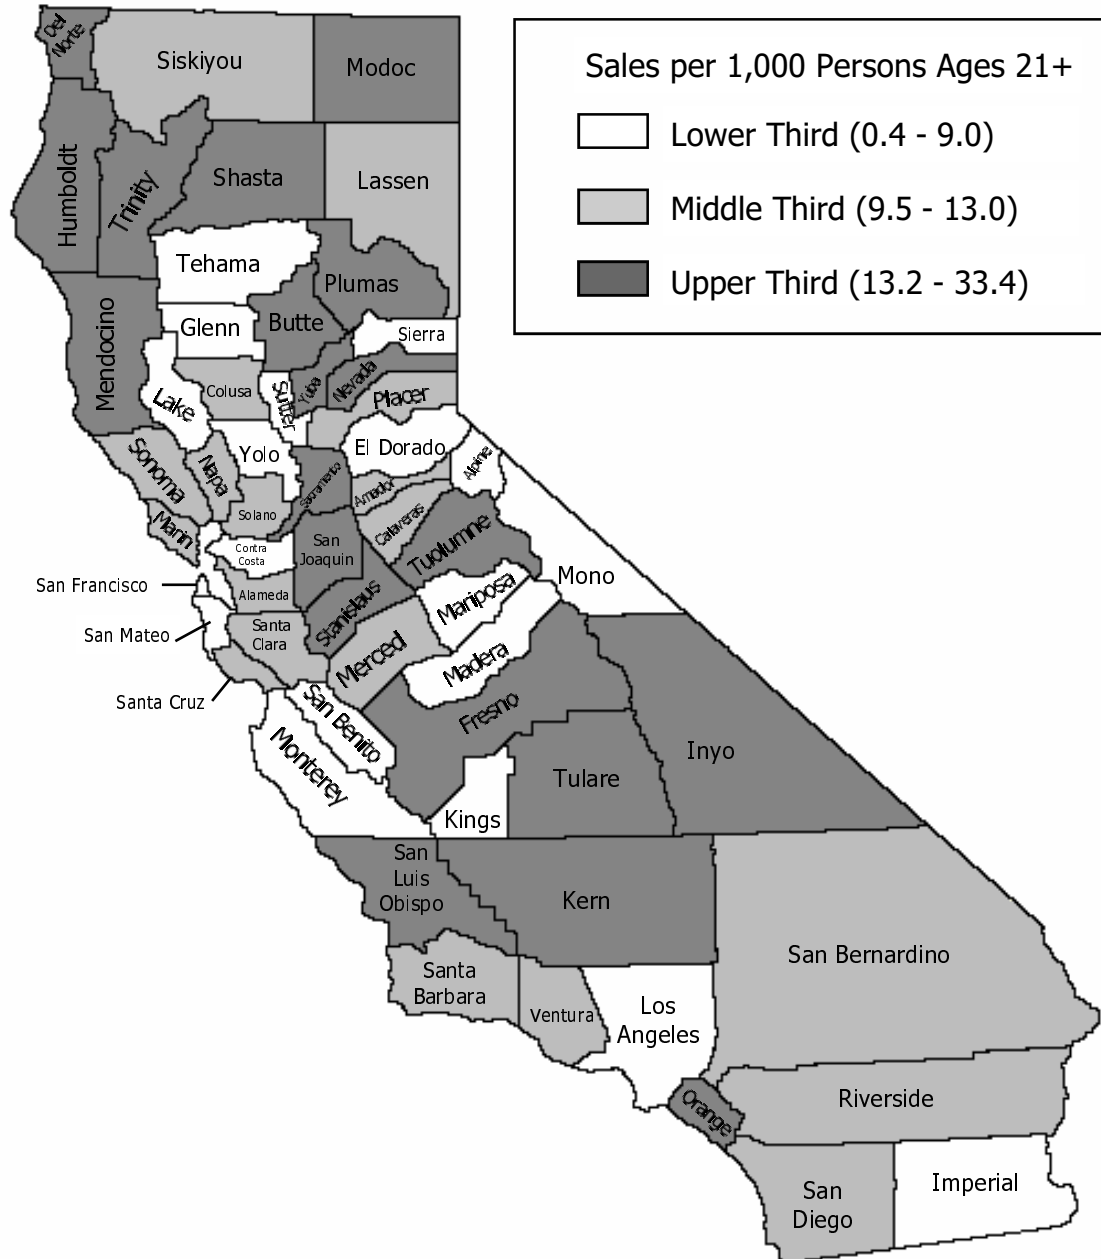 Sales per 1,000 Persons Ages 21+
Lower Third (0.4 - 9.0)
Middle Third (9.5 - 13.0)
Upper Third (13.2 - 33.4)
Del
Norte
Siskiyou
Modoc
Humboldt
Trinity
Shasta
Lassen
Tehama
Plumas
Mendocino
Glenn
Butte
Sierra
Lake
Colusa
Sutter
Yuba
Nevada
Placer
Sonoma
Napa
Yolo
El Dorado
Alpine
Sacramento
Amador
Marin
Solano
Calaveras
Tuolumne
Contra
Costa
San
Joaquin
Mono
San Francisco
Alameda
Stanislaus
Mariposa
San Mateo
Santa
Clara
Merced
Madera
Santa Cruz
San Benito
Fresno
Monterey
Inyo
Tulare
Kings
San
Luis
Obispo
Kern
San Bernardino
Santa
Barbara
Ventura
Los
Angeles
Orange
Riverside
San
Diego
Imperial